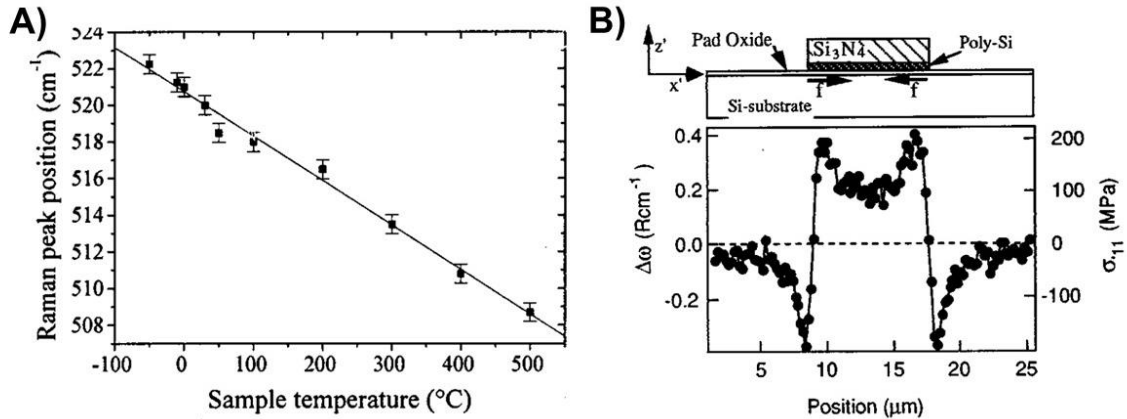 A)
Raman peak position (cm⁻¹)
524
522
520
518
516
514
512
510
508
-100 0 100 200 300 400 500
Sample temperature (°C)
B)
z'
x'
Pad Oxide
Si₃N₄
Poly-Si
f f
Si-substrate
Δω (Rcm⁻¹)
0.4
0.2
0.0
-0.2
200
100
0
-100
σ'₁₁ (MPa)
5 10 15 20 25
Position (μm)